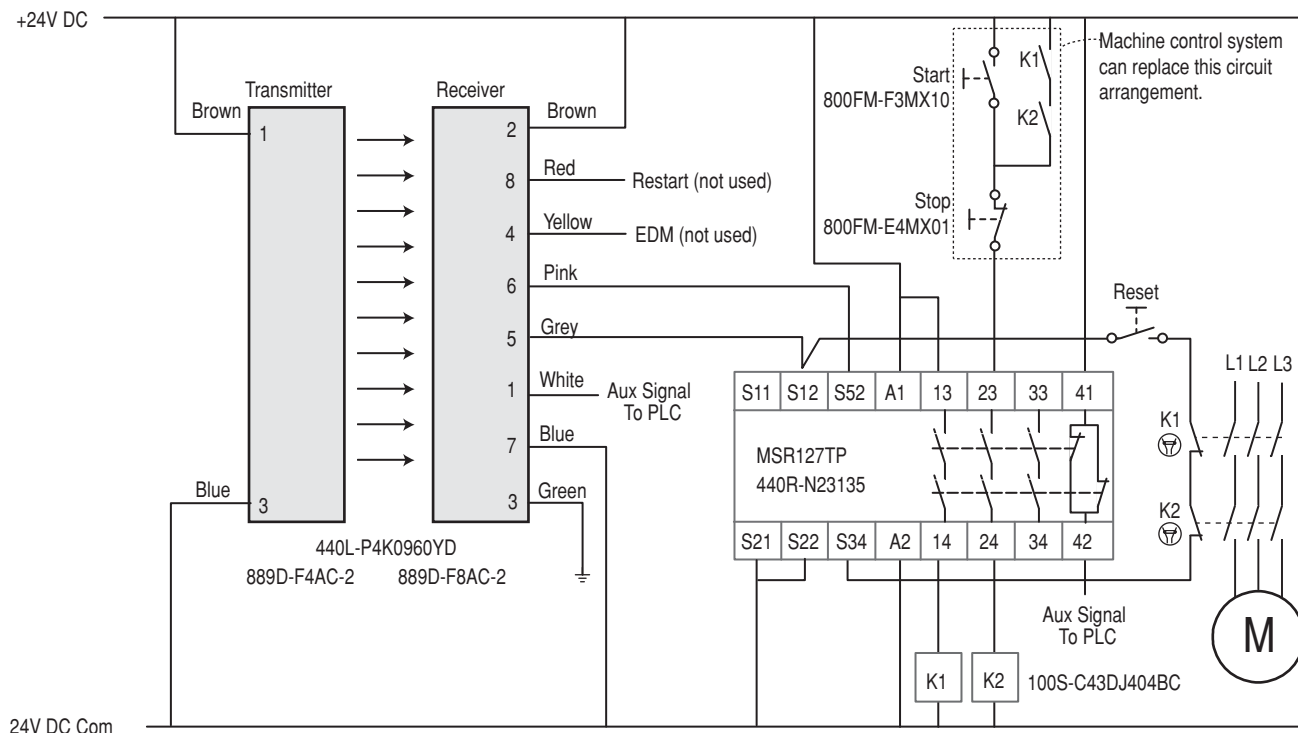 +24V DC
Transmitter
Receiver
Brown
1
2
Brown
8
Red
Restart (not used)
4
Yellow
EDM (not used)
6
Pink
5
Grey
1
White
Aux Signal
To PLC
7
Blue
Blue
3
3
Green
440L-P4K0960YD
889D-F4AC-2
889D-F8AC-2
Start
800FM-F3MX10
K1
K2
Machine control system
can replace this circuit
arrangement.
Stop
800FM-E4MX01
Reset
S11
S12
S52
A1
13
23
33
41
MSR127TP
440R-N23135
S21
S22
S34
A2
14
24
34
42
Aux Signal
To PLC
K1
K2
100S-C43DJ404BC
L1
L2
L3
K1
K2
M
24V DC Com